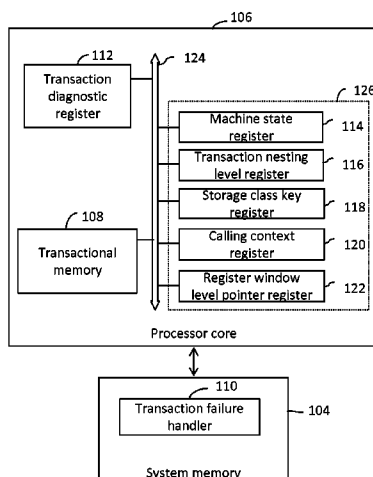 106
112
124
Transaction
diagnostic
register
126
Machine state
register
114
Transaction nesting
level register
116
Storage class key
register
118
108
Transactional
memory
Calling context
register
120
Register window
level pointer register
122
Processor core
110
Transaction failure
handler
104
System memory